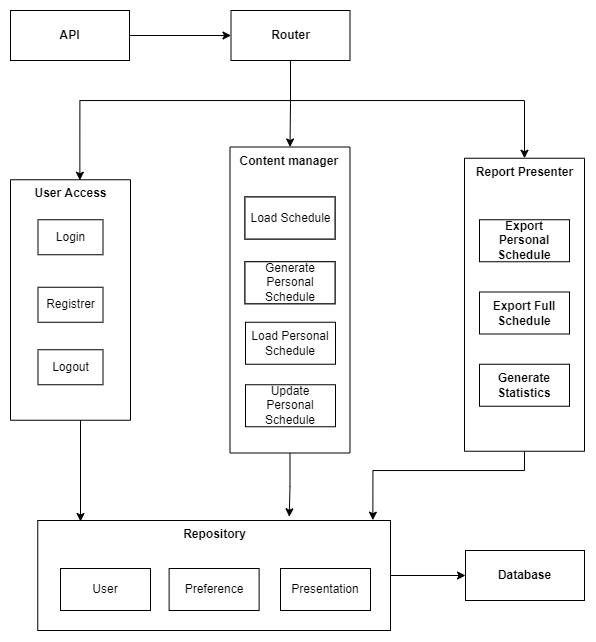 API
Router
User Access
Login
Registrer
Logout
Content manager
Load Schedule
Generate
Personal
Schedule
Load Personal
Schedule
Update
Personal
Schedule
Report Presenter
Export
Personal
Schedule
Export Full
Schedule
Generate
Statistics
Repository
User
Preference
Presentation
Database